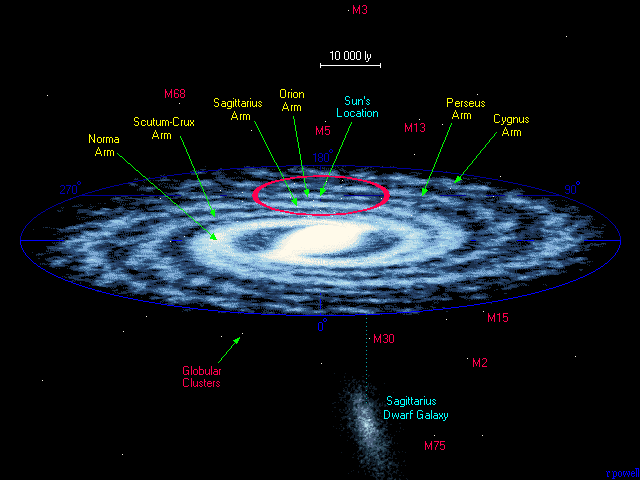 M3
10 000 ly
M68
Orion
Arm
Sagittarius
Arm
Sun's
Location
Perseus
Arm
Scutum-Crux
Arm
M5
M13
Cygnus
Arm
Norma
Arm
180°
270°
90°
0°
M15
M30
M2
Globular
Clusters
Sagittarius
Dwarf Galaxy
M75
cpowell